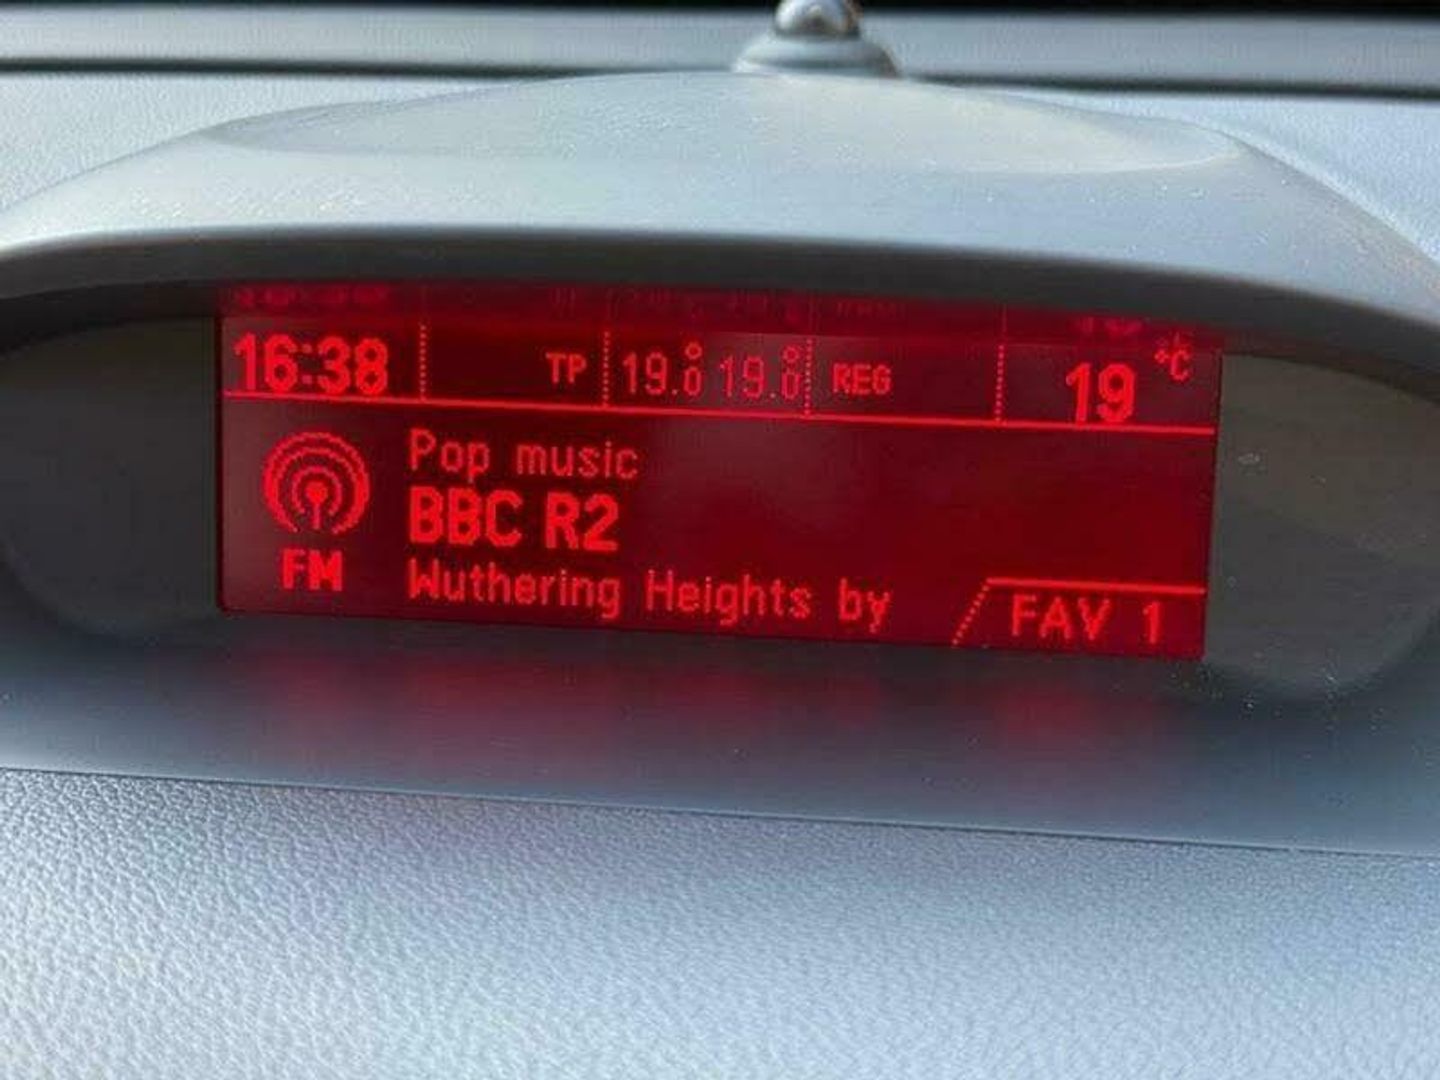 16:38 TP 19.0° 19.0° REG 19 °C
Pop music
BBC R2
FM
Wuthering Heights by
FAV 1